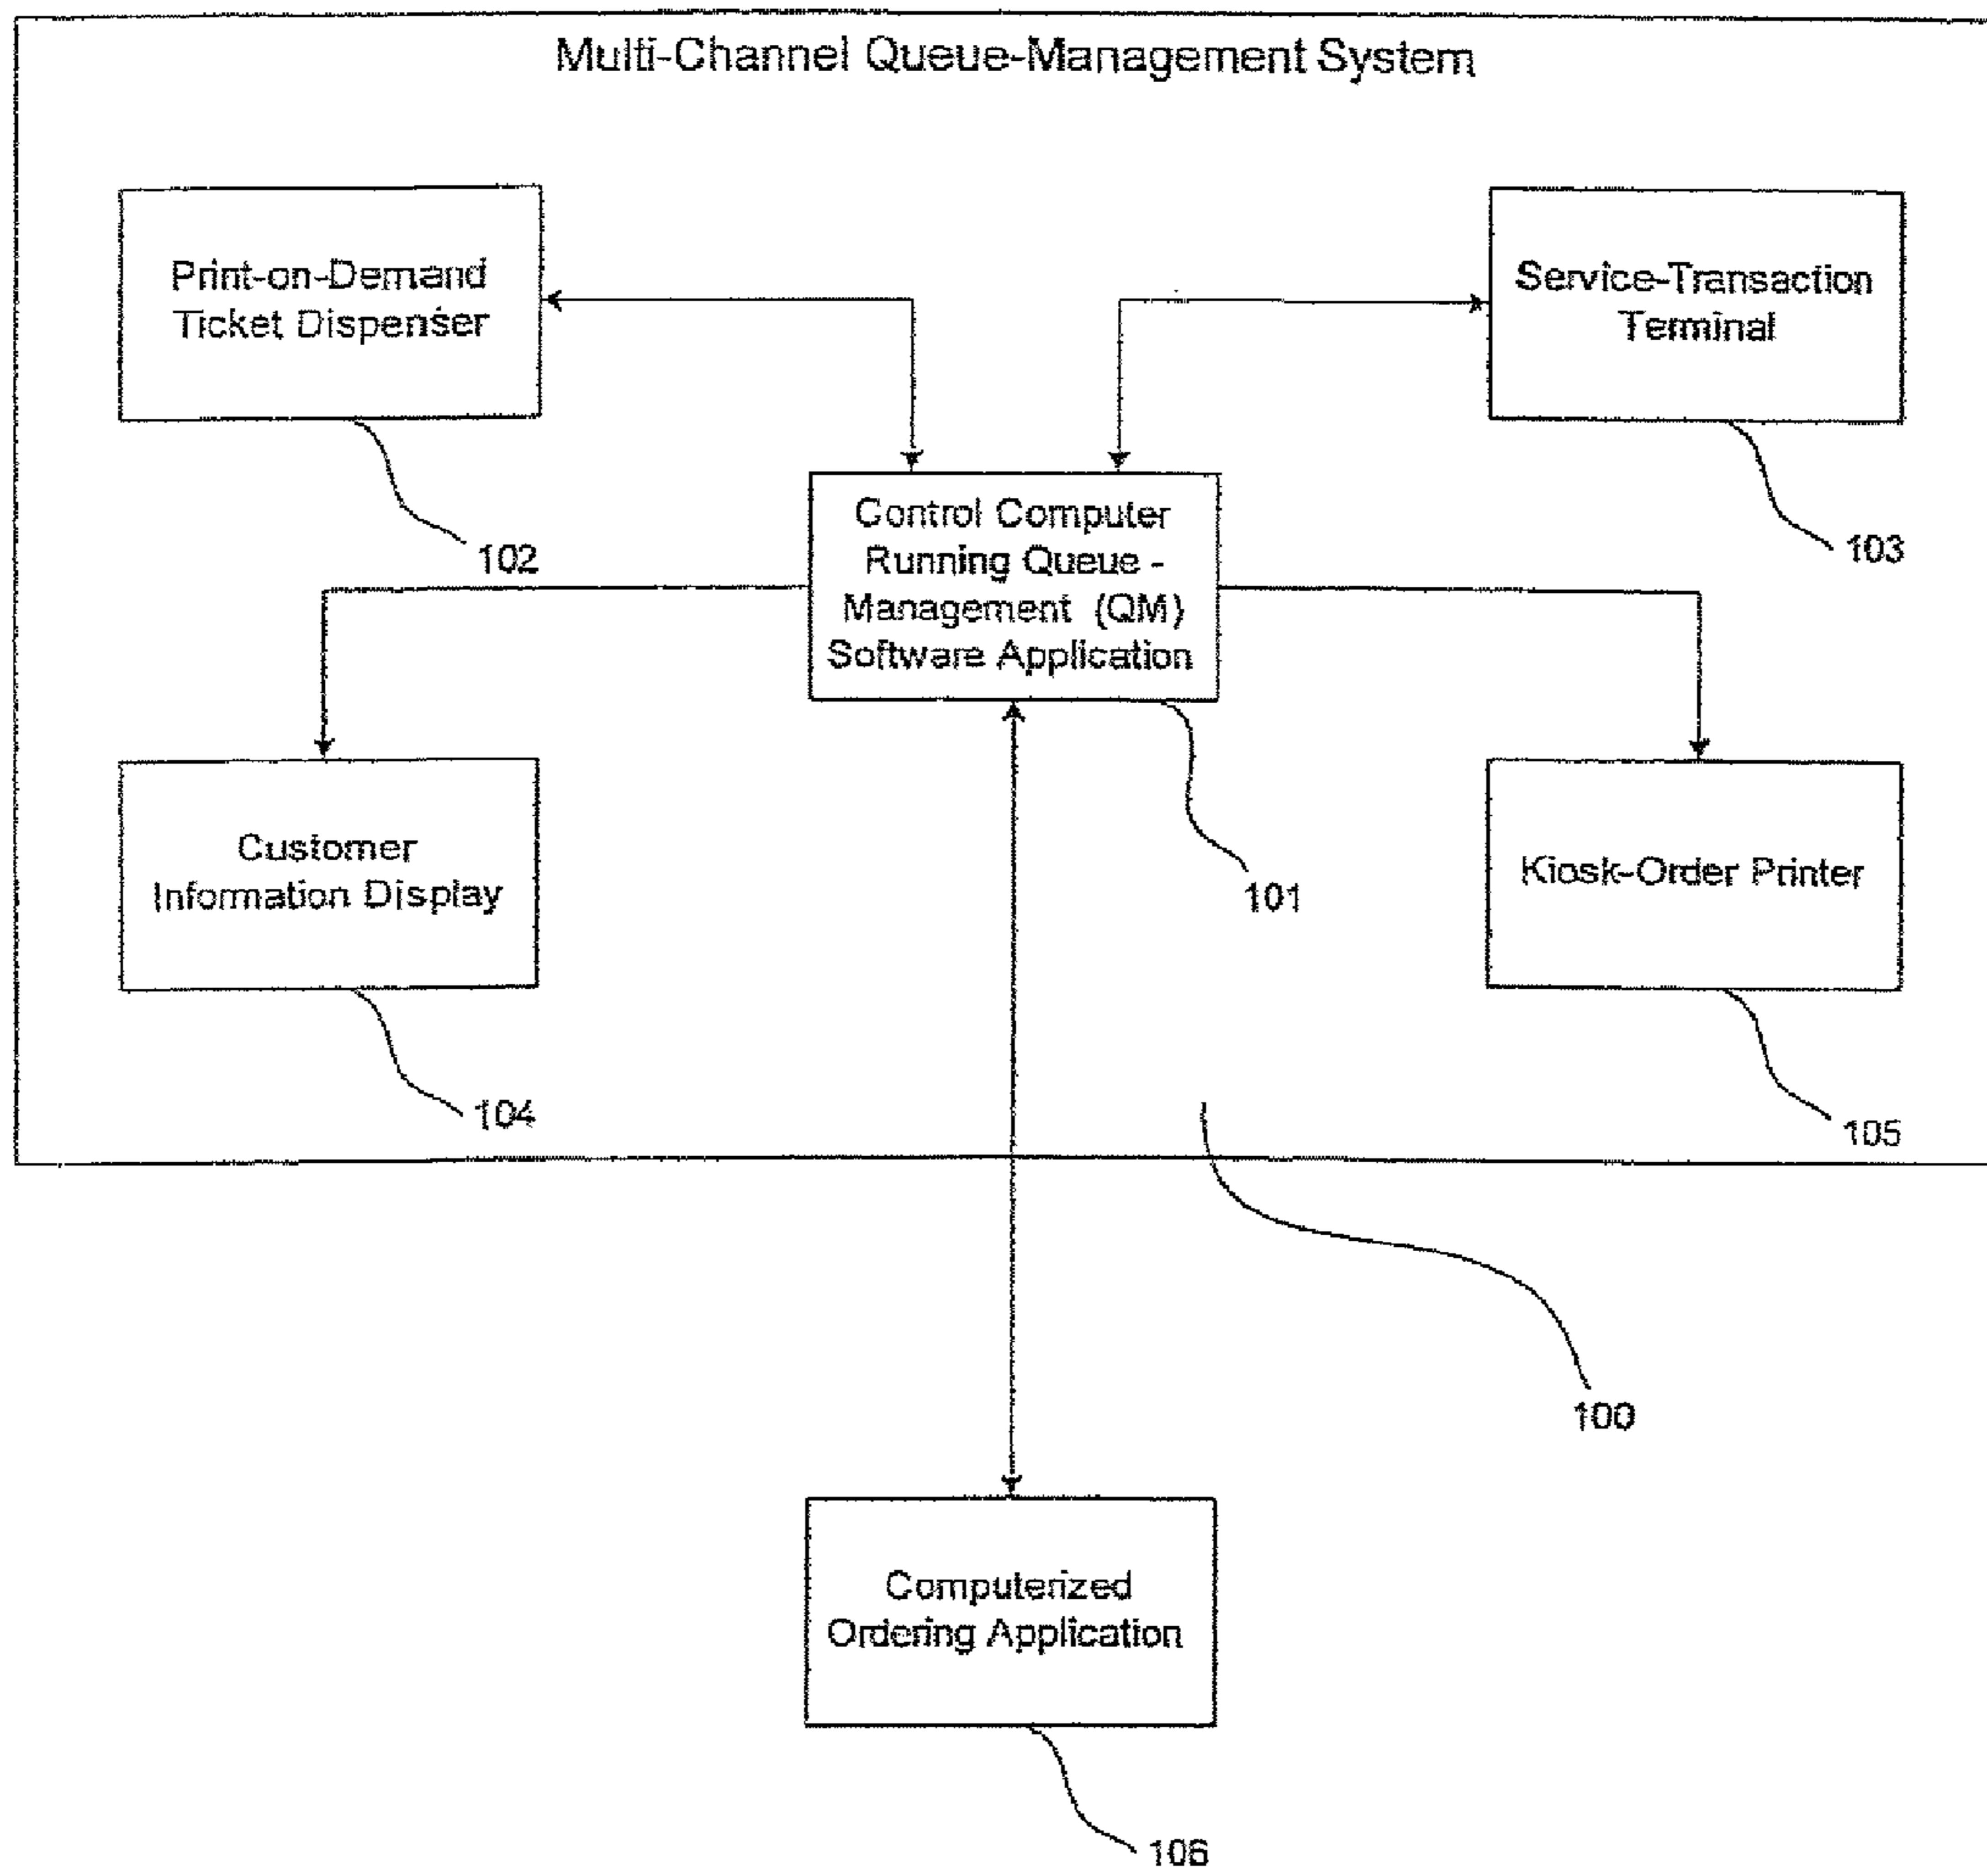 Multi-Channel Queue-Management System
Print-on-Demand
Ticket Dispenser
102
Service-Transaction
Terminal
103
Control Computer
Running Queue -
Management (QM)
Software Application
101
Customer
Information Display
104
Kiosk-Order Printer
105
100
Computerized
Ordering Application
106